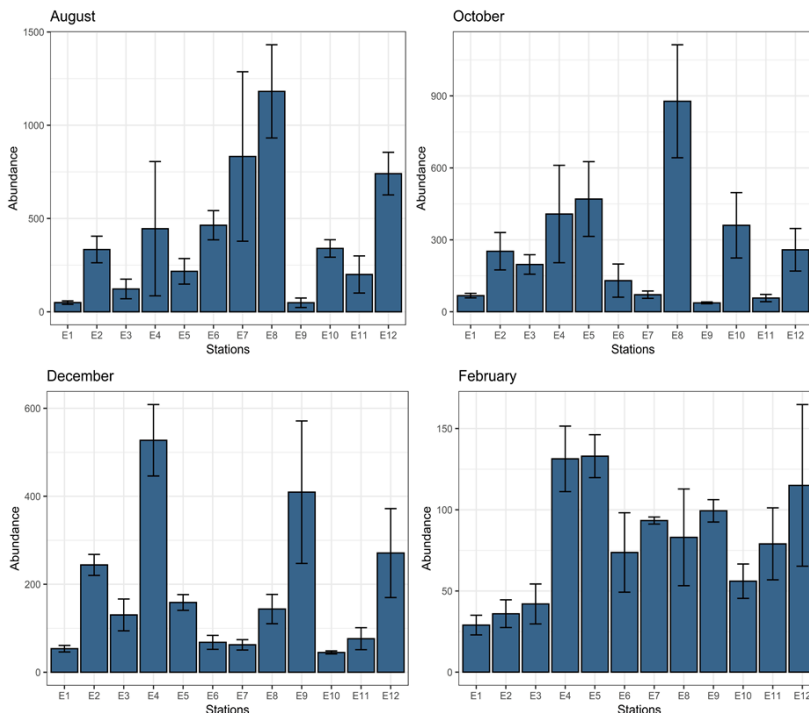 August
Abundance
1500
1000
500
0
E1 E2 E3 E4 E5 E6 E7 E8 E9 E10 E11 E12
Stations
October
Abundance
900
600
300
0
E1 E2 E3 E4 E5 E6 E7 E8 E9 E10 E11 E12
Stations
December
Abundance
600
400
200
0
E1 E2 E3 E4 E5 E6 E7 E8 E9 E10 E11 E12
Stations
February
Abundance
150
100
50
0
E1 E2 E3 E4 E5 E6 E7 E8 E9 E10 E11 E12
Stations